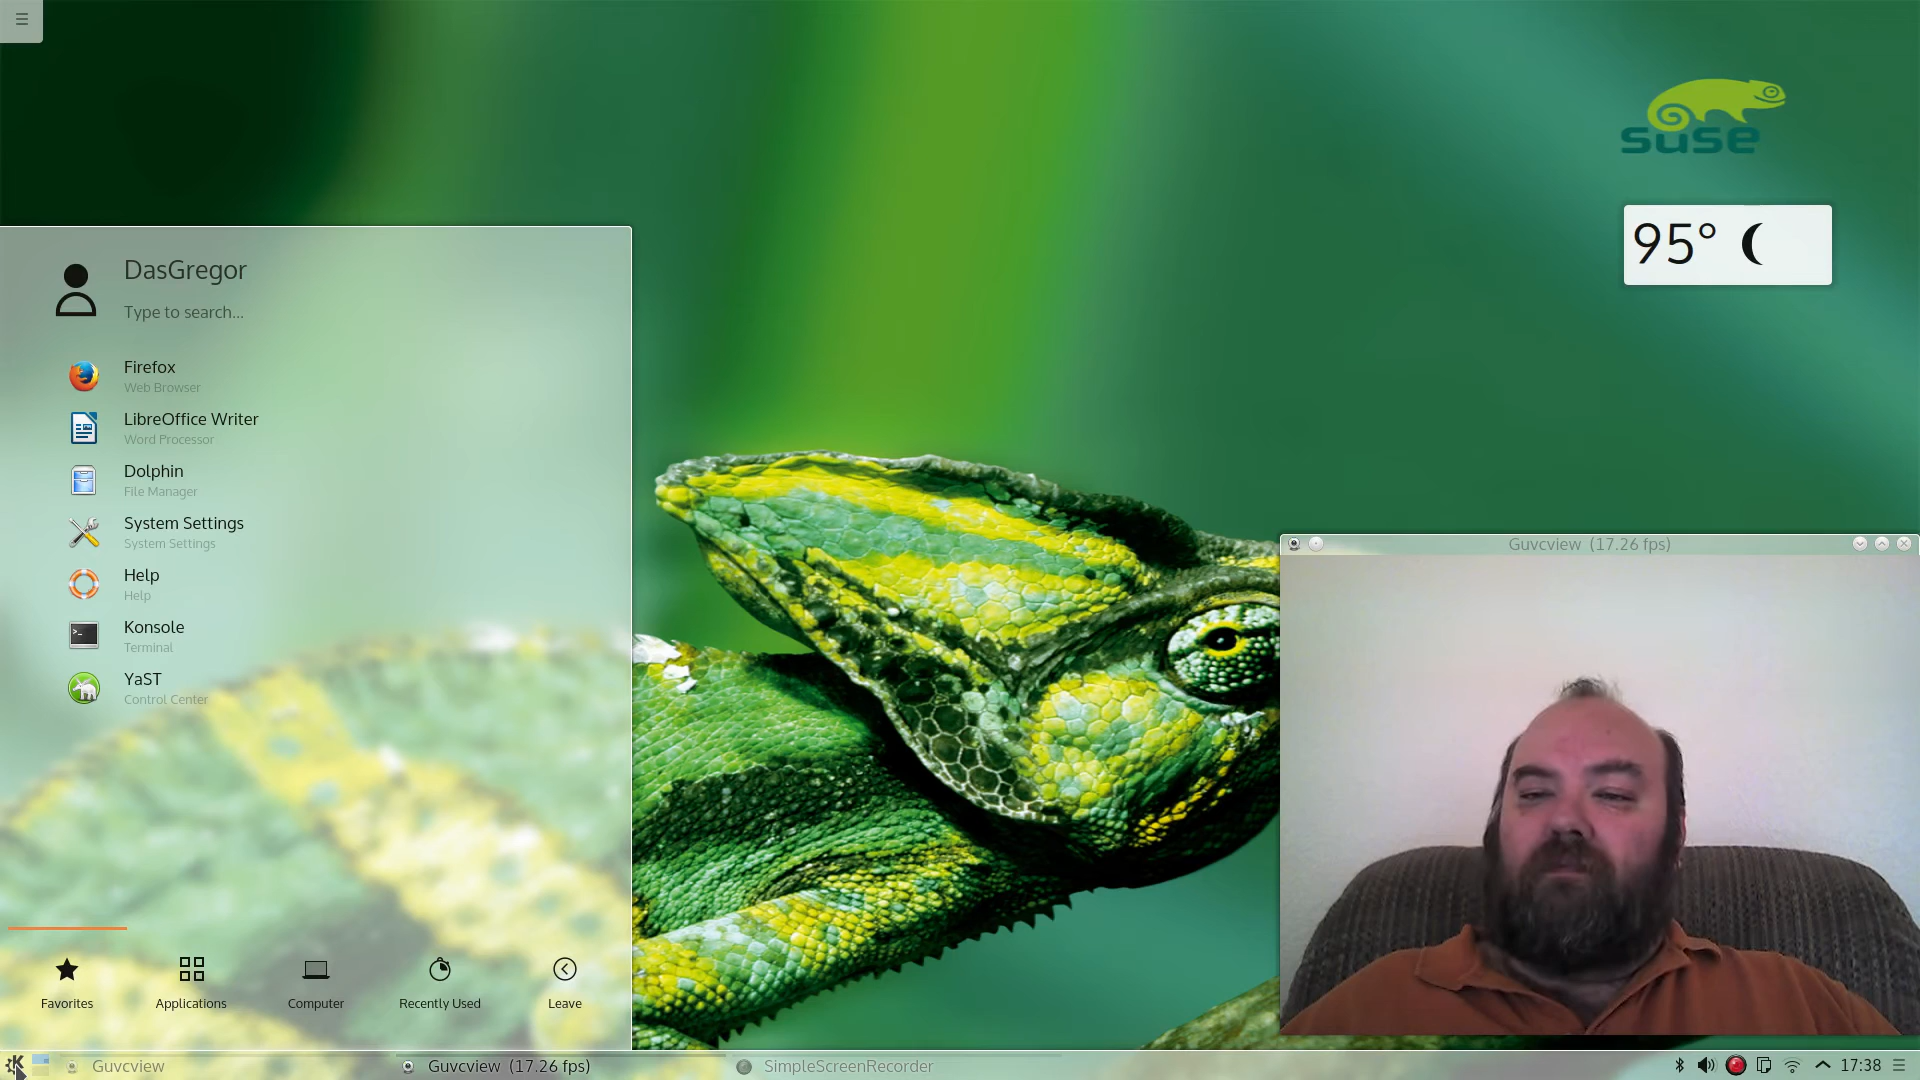 suse
95°
DasGregor
Type to search...
Firefox
Web Browser
LibreOffice Writer
Word Processor
Dolphin
File Manager
System Settings
System Settings
Help
Help
Konsole
Terminal
YaST
Control Center
Guvcview (17.26 fps)
Favorites
Applications
Computer
Recently Used
Leave
Guvcview
Guvcview (17.26 fps)
SimpleScreenRecorder
17:38